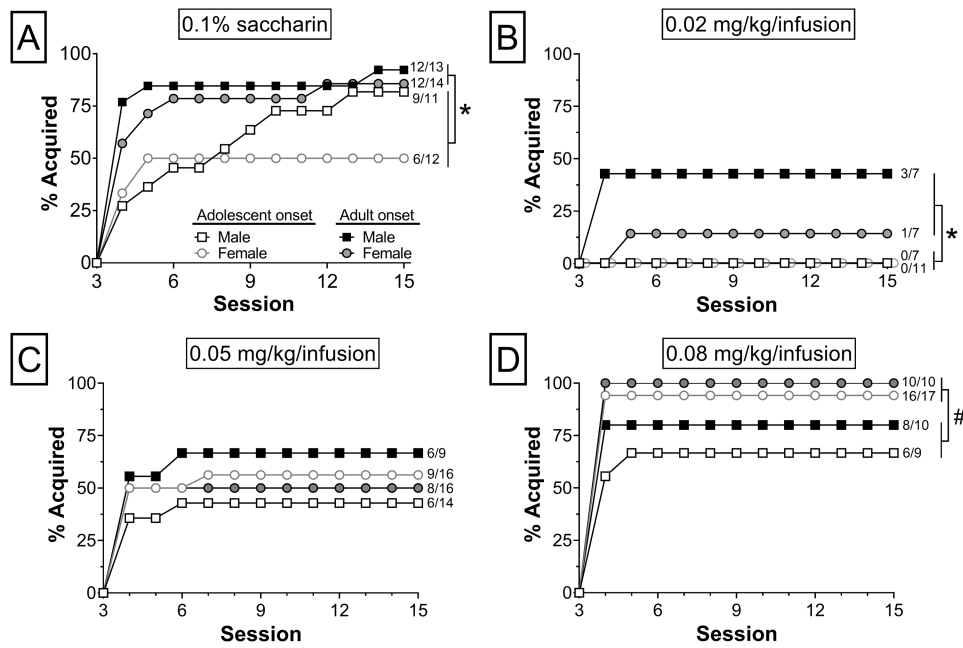 A
0.1% saccharin
100
75
50
25
0
% Acquired
12/13
12/14
9/11
6/12
*
Adolescent onset
Male
Female
Adult onset
Male
Female
3 6 9 12 15
Session
B
0.02 mg/kg/infusion
100
75
50
25
0
% Acquired
3/7
1/7
0/7
0/11
*
3 6 9 12 15
Session
C
0.05 mg/kg/infusion
100
75
50
25
0
% Acquired
6/9
9/16
8/16
6/14
3 6 9 12 15
Session
D
0.08 mg/kg/infusion
100
75
50
25
0
% Acquired
10/10
16/17
8/10
6/9
#
3 6 9 12 15
Session